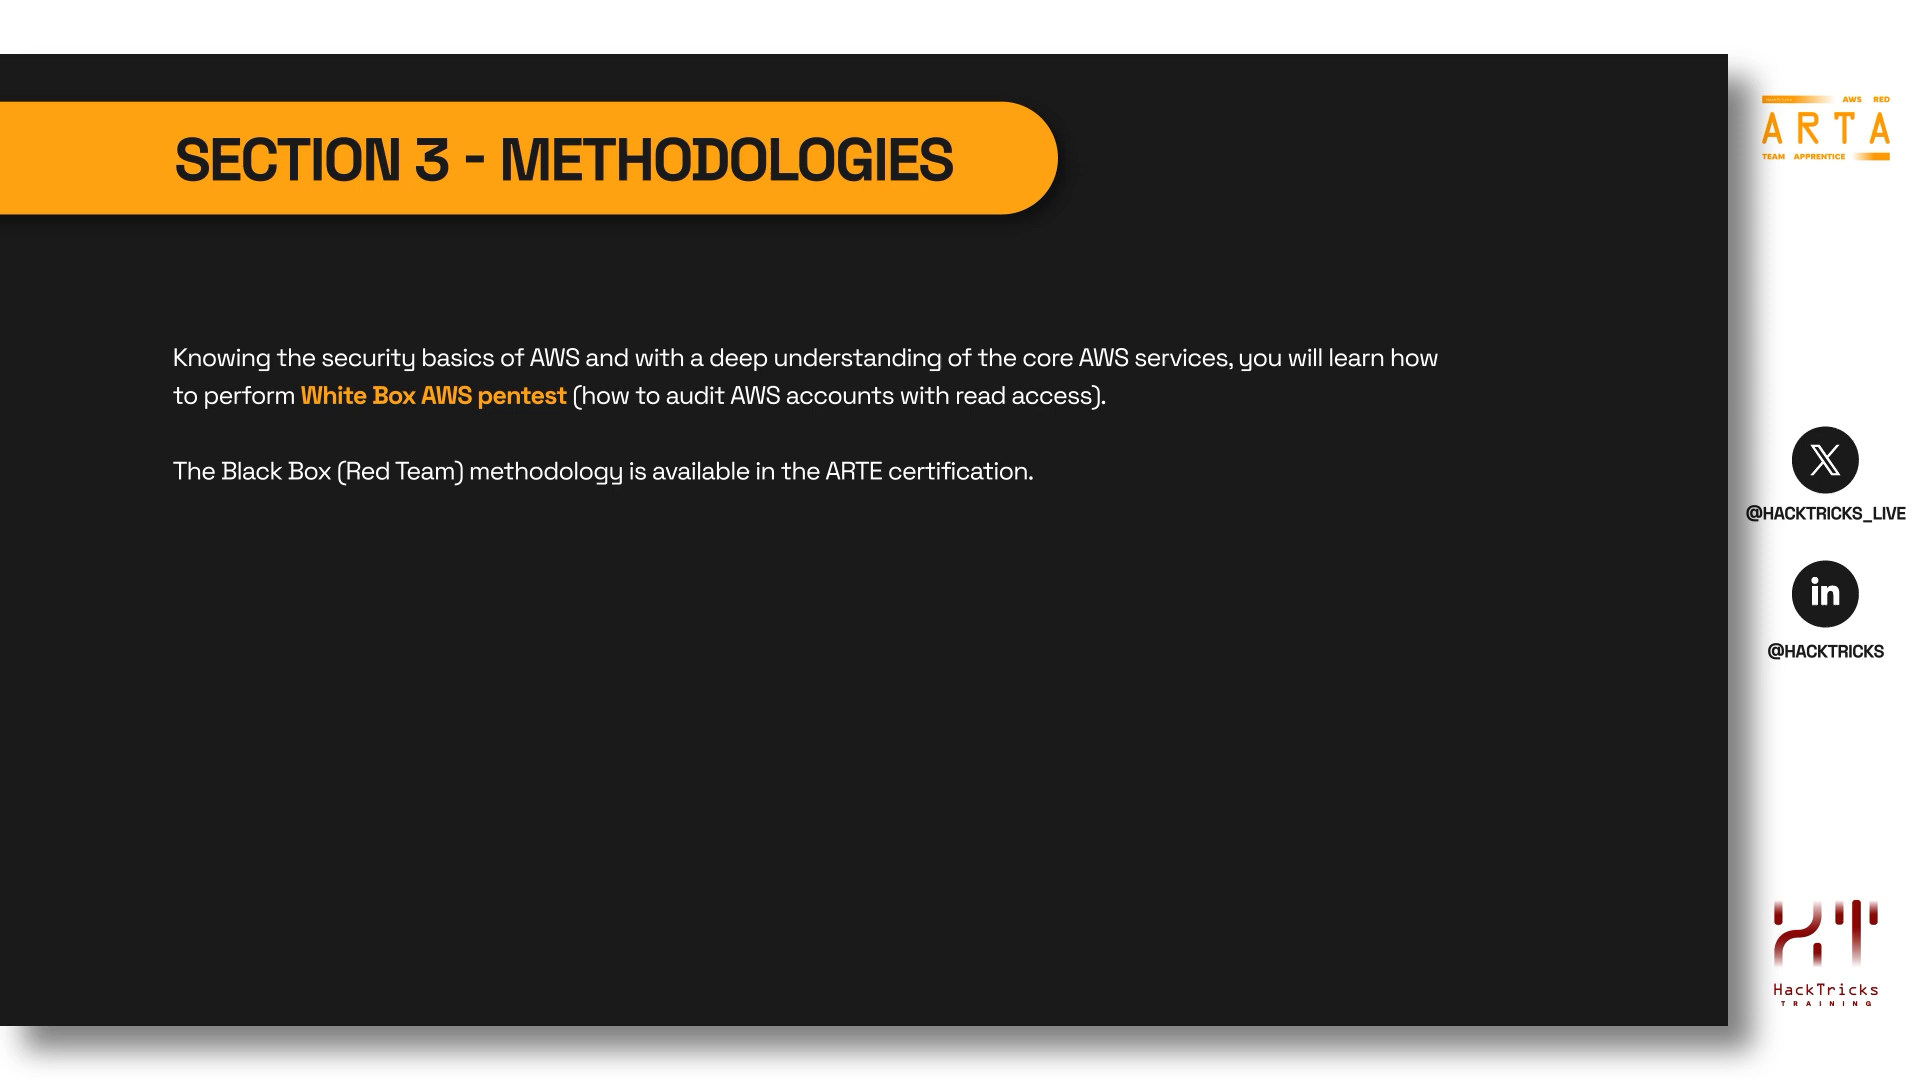 SECTION 3 - METHODOLOGIES
Knowing the security basics of AWS and with a deep understanding of the core AWS services, you will learn how
to perform White Box AWS pentest (how to audit AWS accounts with read access).
The Black Box (Red Team) methodology is available in the ARTE certification.
AWS RED
ARTA
TEAM APPRENTICE
@HACKTRICKS_LIVE
in
@HACKTRICKS
HackTricks
TRAINING